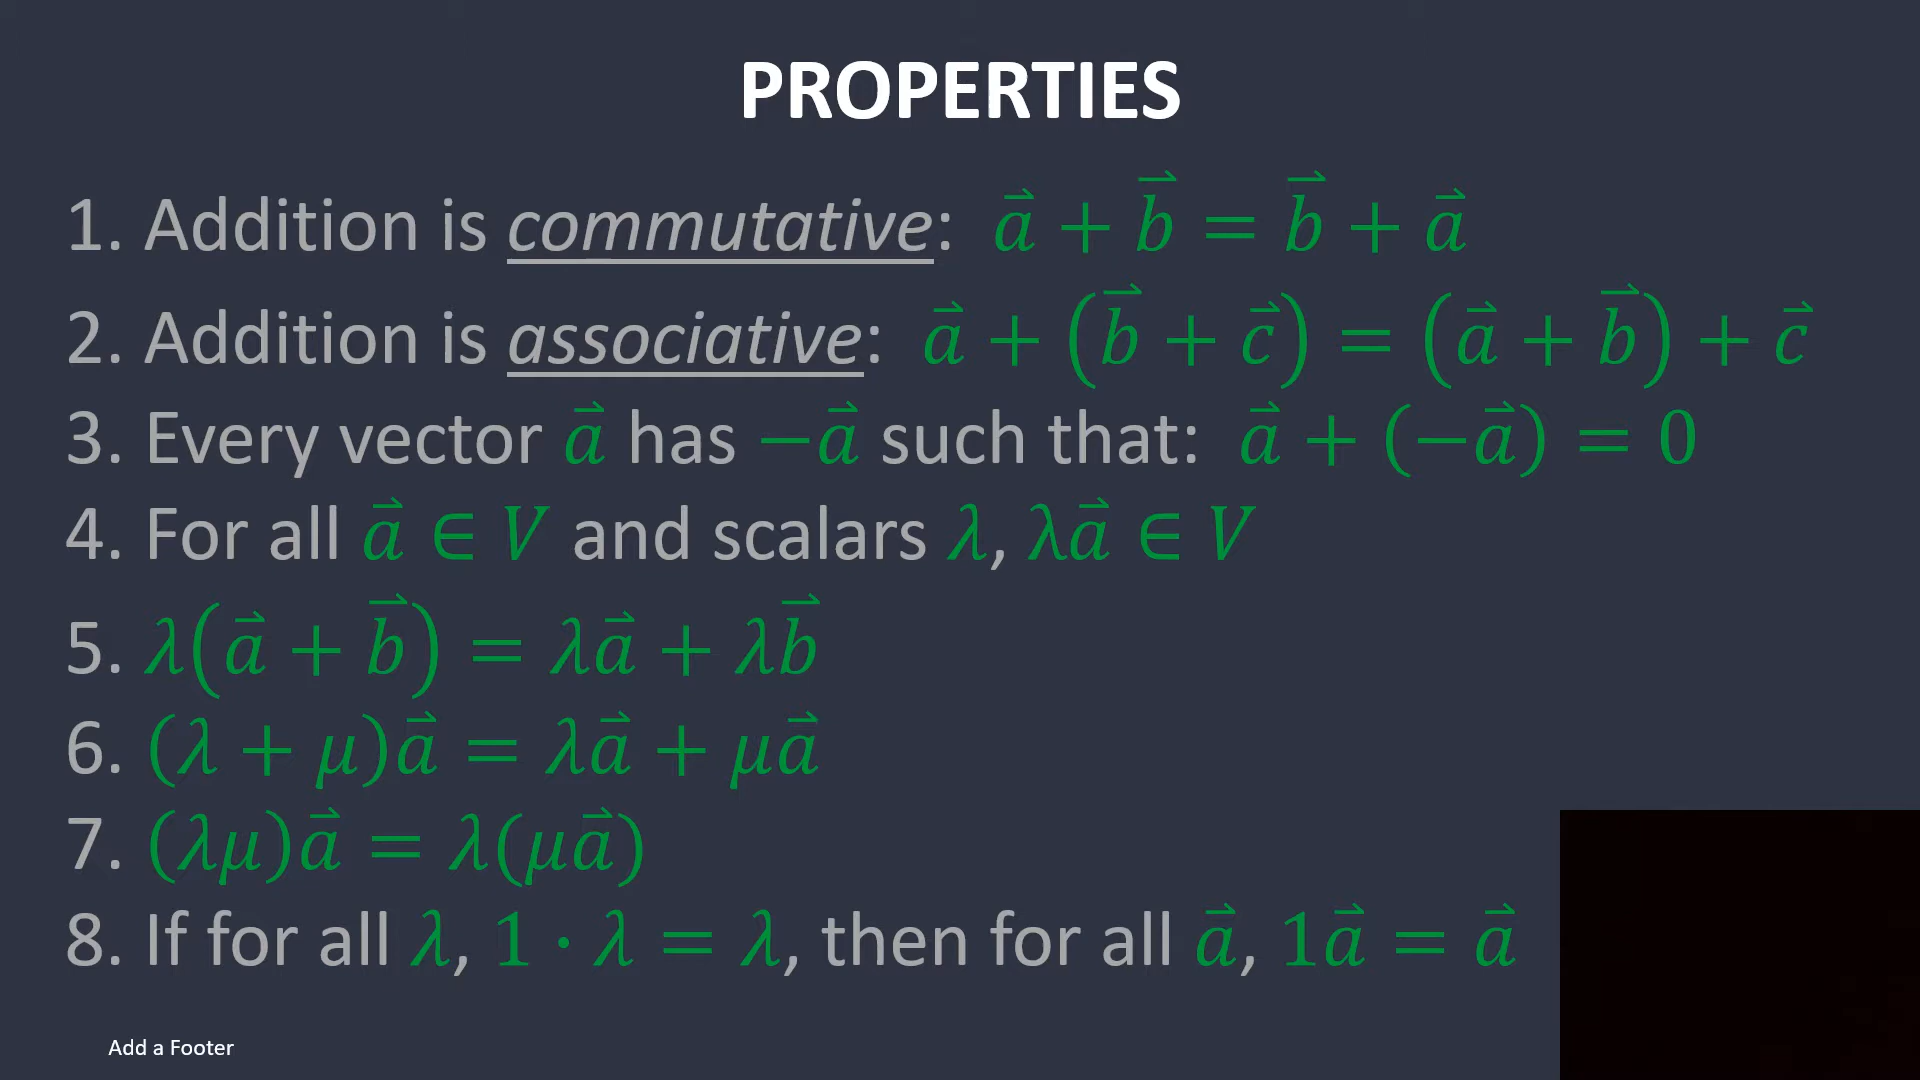 PROPERTIES
1. Addition is commutative: a⃗ + b⃗ = b⃗ + a⃗
2. Addition is associative: a⃗ + (b⃗ + c⃗) = (a⃗ + b⃗) + c⃗
3. Every vector a⃗ has −a⃗ such that: a⃗ + (−a⃗) = 0
4. For all a⃗ ∈ V and scalars λ, λa⃗ ∈ V
5. λ(a⃗ + b⃗) = λa⃗ + λb⃗
6. (λ + μ)a⃗ = λa⃗ + μa⃗
7. (λμ)a⃗ = λ(μa⃗)
8. If for all λ, 1 · λ = λ, then for all a⃗, 1a⃗ = a⃗
Add a Footer